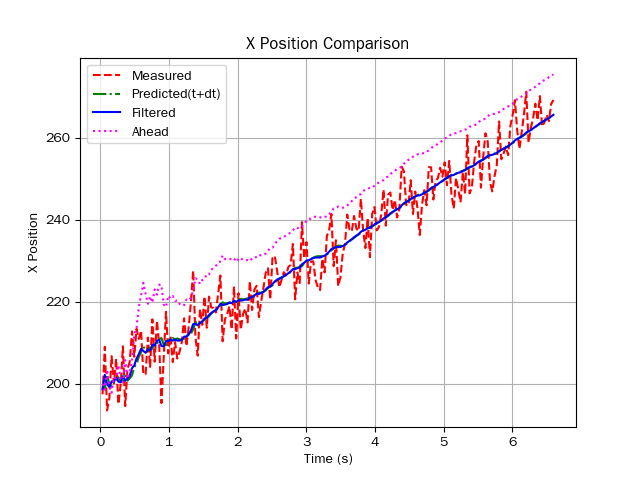 X Position Comparison
Measured
Predicted(t+dt)
Filtered
Ahead
X Position
260
240
220
200
0 1 2 3 4 5 6
Time (s)